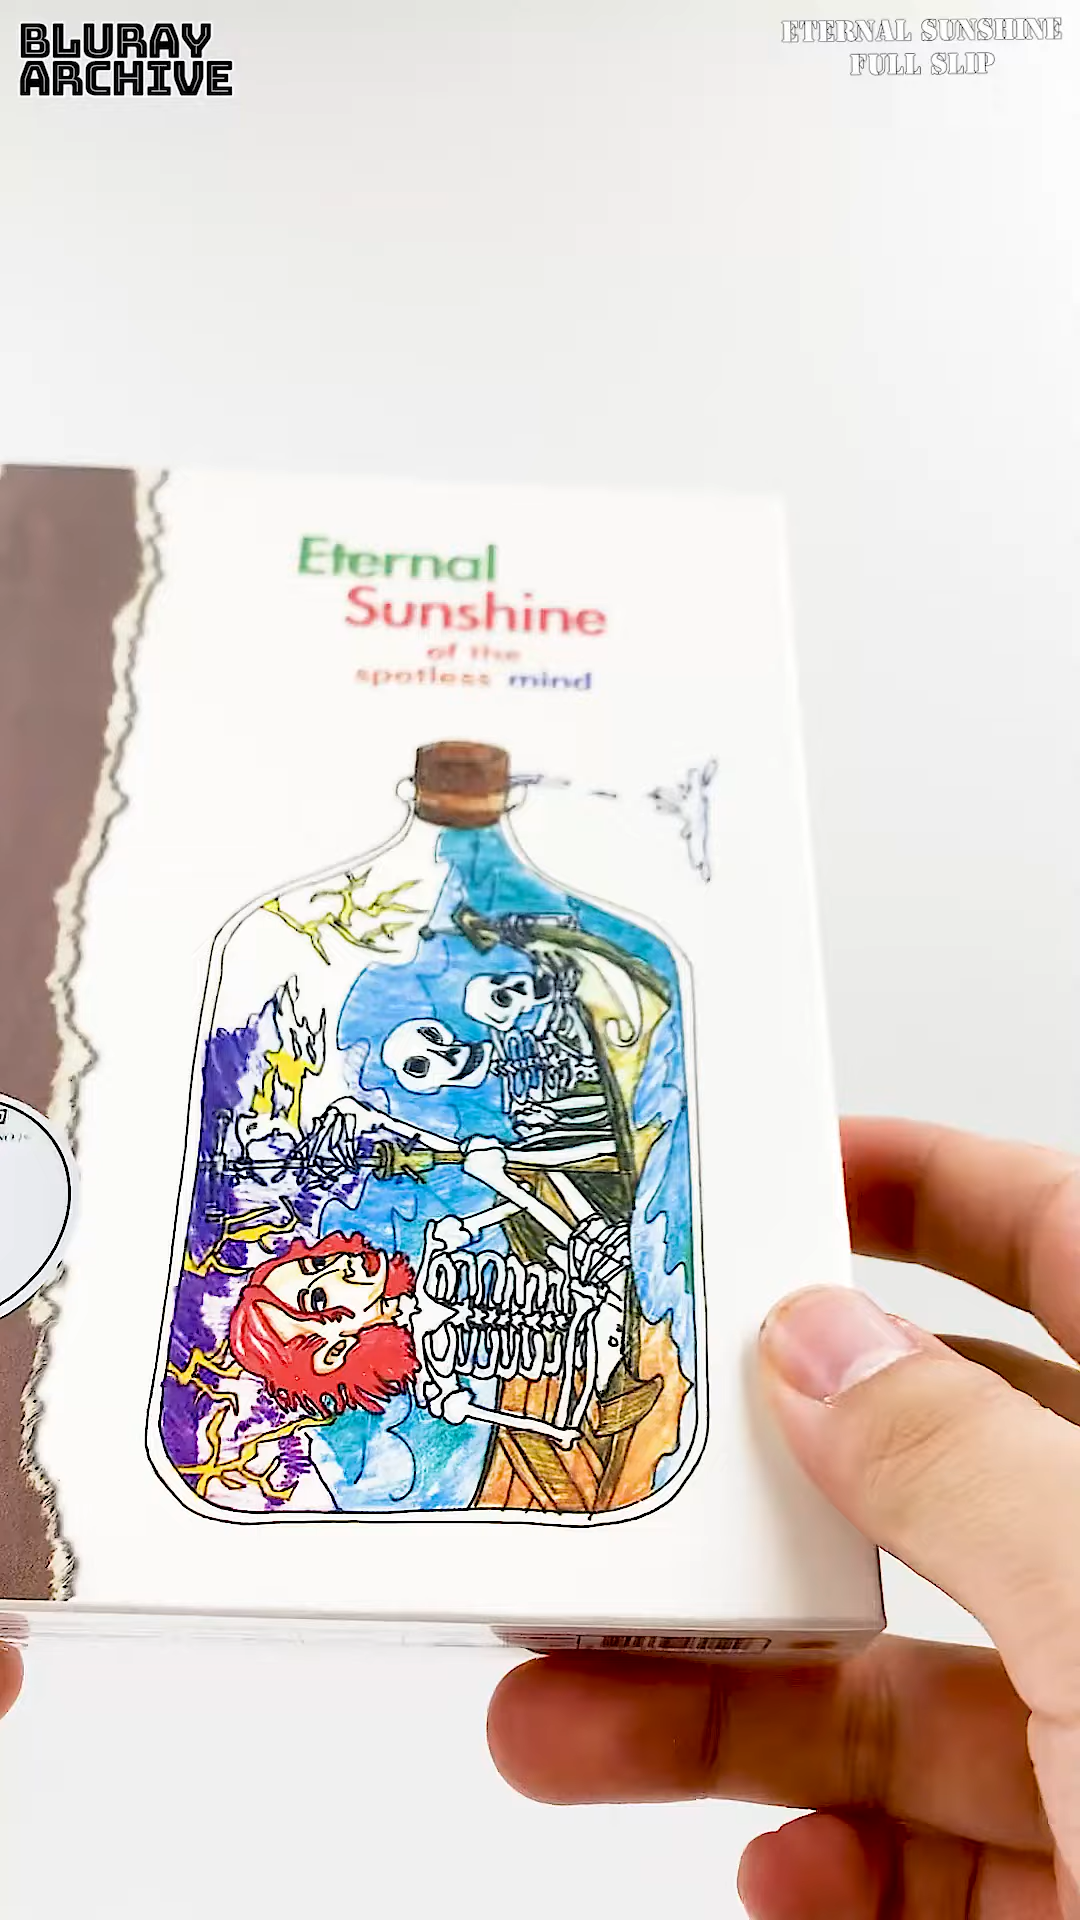 BLURAY
ARCHIVE
ETERNAL SUNSHINE
FULL SLIP
Eternal
Sunshine
of the
spotless mind